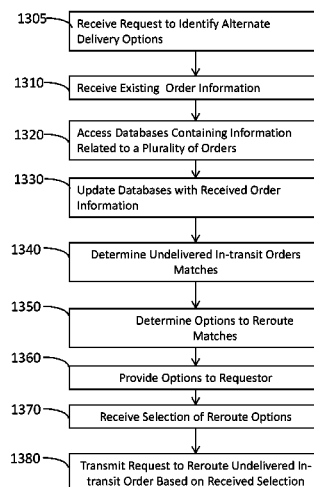 1305
Receive Request to Identify Alternate
Delivery Options
1310
Receive Existing Order Information
1320
Access Databases Containing Information
Related to a Plurality of Orders
1330
Update Databases with Received Order
Information
1340
Determine Undelivered In-transit Orders
Matches
1350
Determine Options to Reroute
Matches
1360
Provide Options to Requestor
1370
Receive Selection of Reroute Options
1380
Transmit Request to Reroute Undelivered In-
transit Order Based on Received Selection